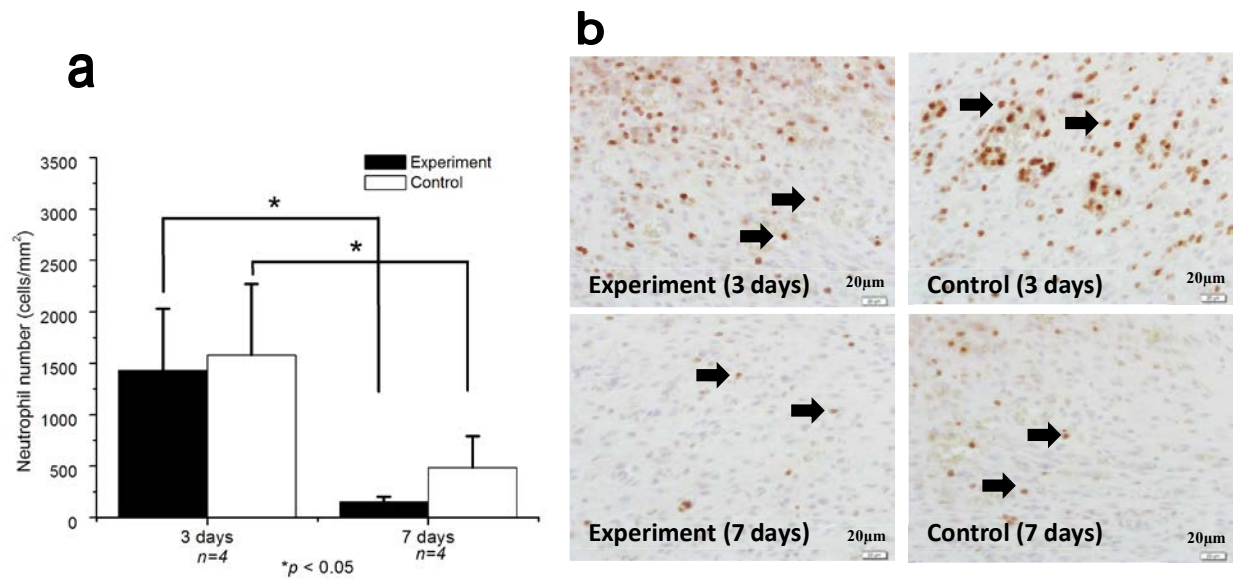 a
3500
3000
2500
2000
1500
1000
500
0
Neutrophil number (cells/mm²)
Experiment
Control
*
*
3 days
n=4
7 days
n=4
*p < 0.05
b
Experiment (3 days)
20μm
Control (3 days)
20μm
Experiment (7 days)
20μm
Control (7 days)
20μm